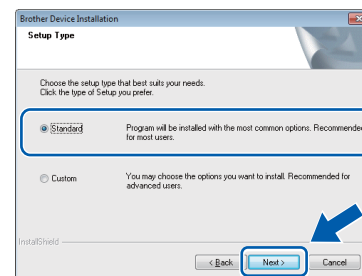 Brother Device Installation
Setup Type
Choose the setup type that best suits your needs.
Click the type of Setup you prefer.
Standard
Program will be installed with the most common options. Recommended
for most users.
Custom
You may choose the options you want to install. Recommended for
advanced users.
InstallShield
< Back
Next >
Cancel